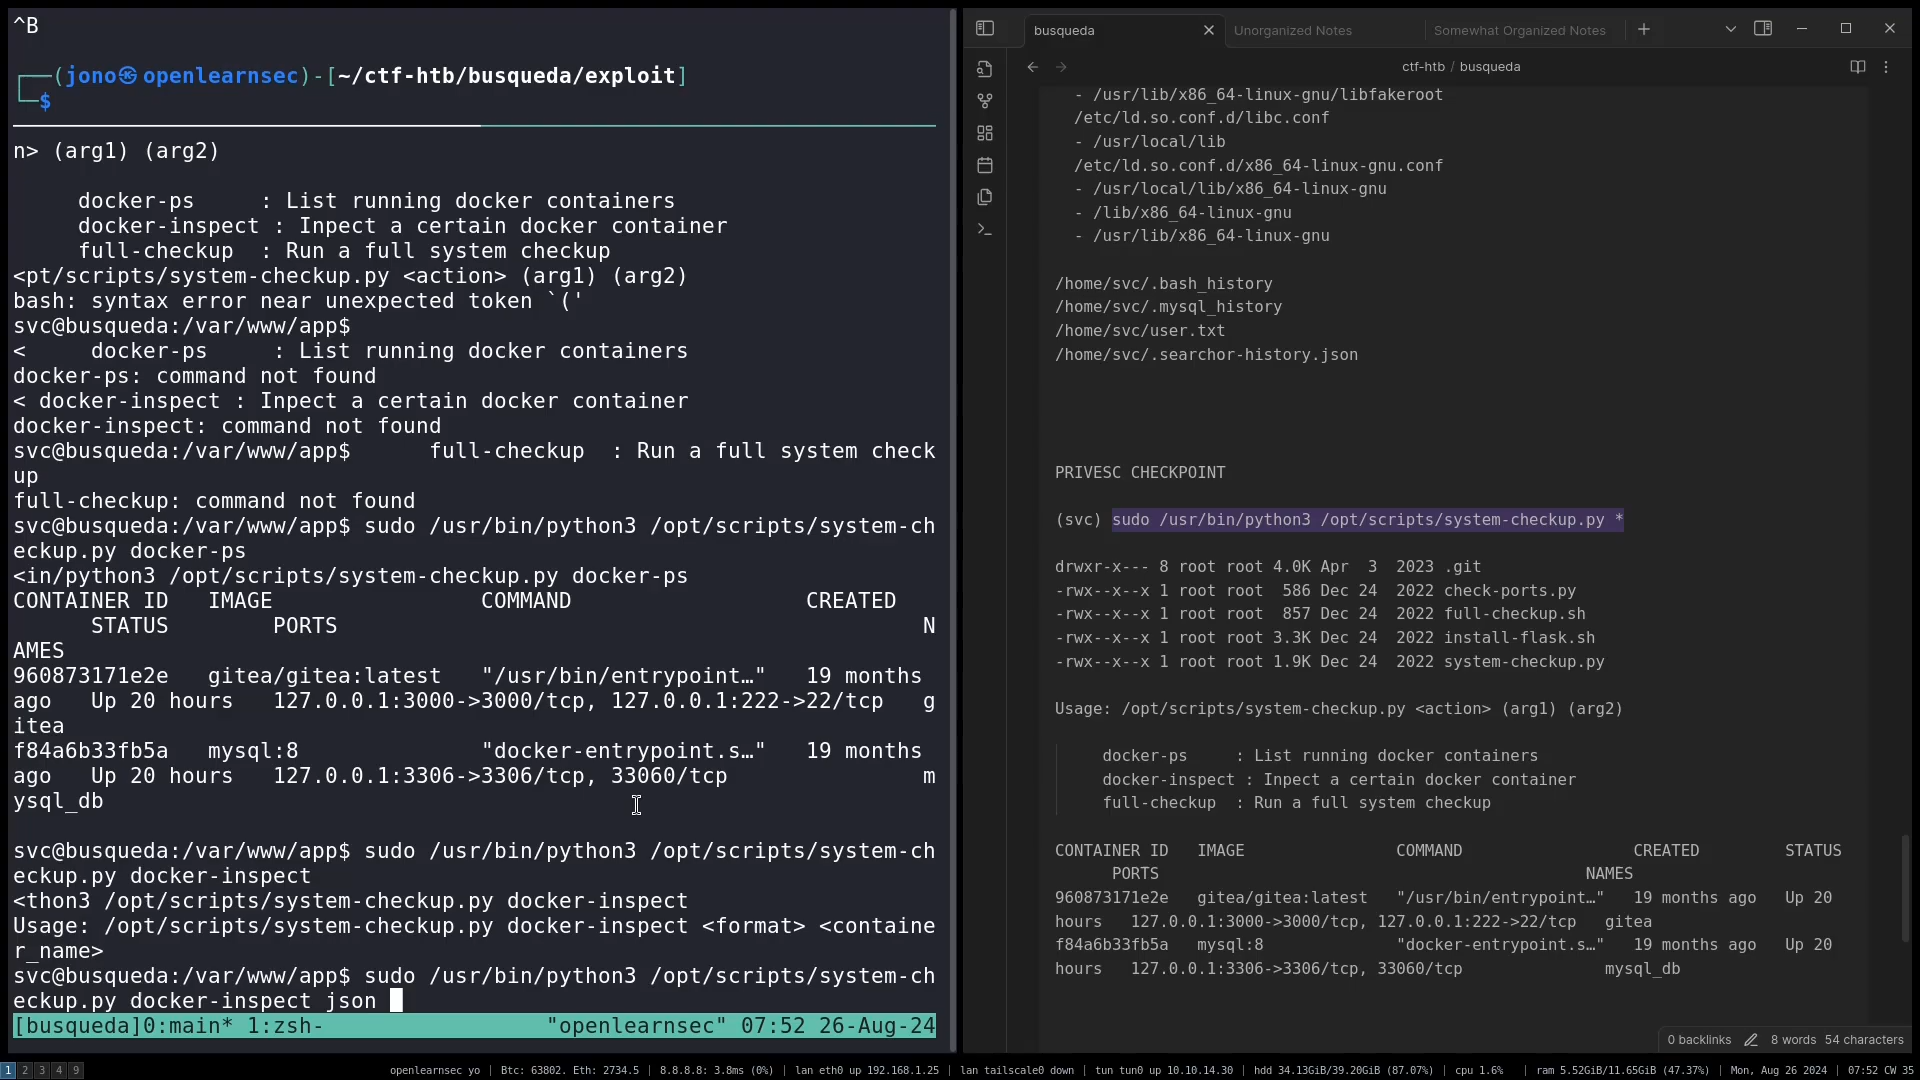 ^B
┌──(jono㉿openlearnsec)-[~/ctf-htb/busqueda/exploit]
└─$
n> (arg1) (arg2)
docker-ps     : List running docker containers
docker-inspect : Inpect a certain docker container
full-checkup  : Run a full system checkup
<pt/scripts/system-checkup.py <action> (arg1) (arg2)
bash: syntax error near unexpected token `('
svc@busqueda:/var/www/app$
<     docker-ps     : List running docker containers
docker-ps: command not found
< docker-inspect : Inpect a certain docker container
docker-inspect: command not found
svc@busqueda:/var/www/app$      full-checkup  : Run a full system check
up
full-checkup: command not found
svc@busqueda:/var/www/app$ sudo /usr/bin/python3 /opt/scripts/system-ch
eckup.py docker-ps
<in/python3 /opt/scripts/system-checkup.py docker-ps
CONTAINER ID   IMAGE                COMMAND                  CREATED
STATUS        PORTS                                             N
AMES
960873171e2e   gitea/gitea:latest   "/usr/bin/entrypoint…"   19 months
ago   Up 20 hours   127.0.0.1:3000->3000/tcp, 127.0.0.1:222->22/tcp   g
itea
f84a6b33fb5a   mysql:8              "docker-entrypoint.s…"   19 months
ago   Up 20 hours   127.0.0.1:3306->3306/tcp, 33060/tcp               m
ysql_db
svc@busqueda:/var/www/app$ sudo /usr/bin/python3 /opt/scripts/system-ch
eckup.py docker-inspect
<thon3 /opt/scripts/system-checkup.py docker-inspect
Usage: /opt/scripts/system-checkup.py docker-inspect <format> <containe
r_name>
svc@busqueda:/var/www/app$ sudo /usr/bin/python3 /opt/scripts/system-ch
eckup.py docker-inspect json
[busqueda]0:main* 1:zsh-                 "openlearnsec" 07:52 26-Aug-24
busqueda
Unorganized Notes
Somewhat Organized Notes
ctf-htb / busqueda
- /usr/lib/x86_64-linux-gnu/libfakeroot
/etc/ld.so.conf.d/libc.conf
- /usr/local/lib
/etc/ld.so.conf.d/x86_64-linux-gnu.conf
- /usr/local/lib/x86_64-linux-gnu
- /lib/x86_64-linux-gnu
- /usr/lib/x86_64-linux-gnu
/home/svc/.bash_history
/home/svc/.mysql_history
/home/svc/user.txt
/home/svc/.searchor-history.json
PRIVESC CHECKPOINT
(svc) sudo /usr/bin/python3 /opt/scripts/system-checkup.py *
drwxr-x--- 8 root root 4.0K Apr  3  2023 .git
-rwx--x--x 1 root root  586 Dec 24  2022 check-ports.py
-rwx--x--x 1 root root  857 Dec 24  2022 full-checkup.sh
-rwx--x--x 1 root root 3.3K Dec 24  2022 install-flask.sh
-rwx--x--x 1 root root 1.9K Dec 24  2022 system-checkup.py
Usage: /opt/scripts/system-checkup.py <action> (arg1) (arg2)
docker-ps     : List running docker containers
docker-inspect : Inpect a certain docker container
full-checkup  : Run a full system checkup
CONTAINER ID   IMAGE                COMMAND                  CREATED         STATUS
PORTS                                             NAMES
960873171e2e   gitea/gitea:latest   "/usr/bin/entrypoint…"   19 months ago   Up 20
hours   127.0.0.1:3000->3000/tcp, 127.0.0.1:222->22/tcp   gitea
f84a6b33fb5a   mysql:8              "docker-entrypoint.s…"   19 months ago   Up 20
hours   127.0.0.1:3306->3306/tcp, 33060/tcp               mysql_db
0 backlinks 8 words 54 characters
1 2 3 4 9
openlearnsec yo | Btc: 63802. Eth: 2734.5 | 8.8.8.8: 3.8ms (0%) | lan eth0 up 192.168.1.25 | lan tailscale0 down | tun tun0 up 10.10.14.30 | hdd 34.13GiB/39.20GiB (87.07%) | cpu 1.6% | ram 5.52GiB/11.65GiB (47.37%) | Mon, Aug 26 2024 | 07:52 CW 35